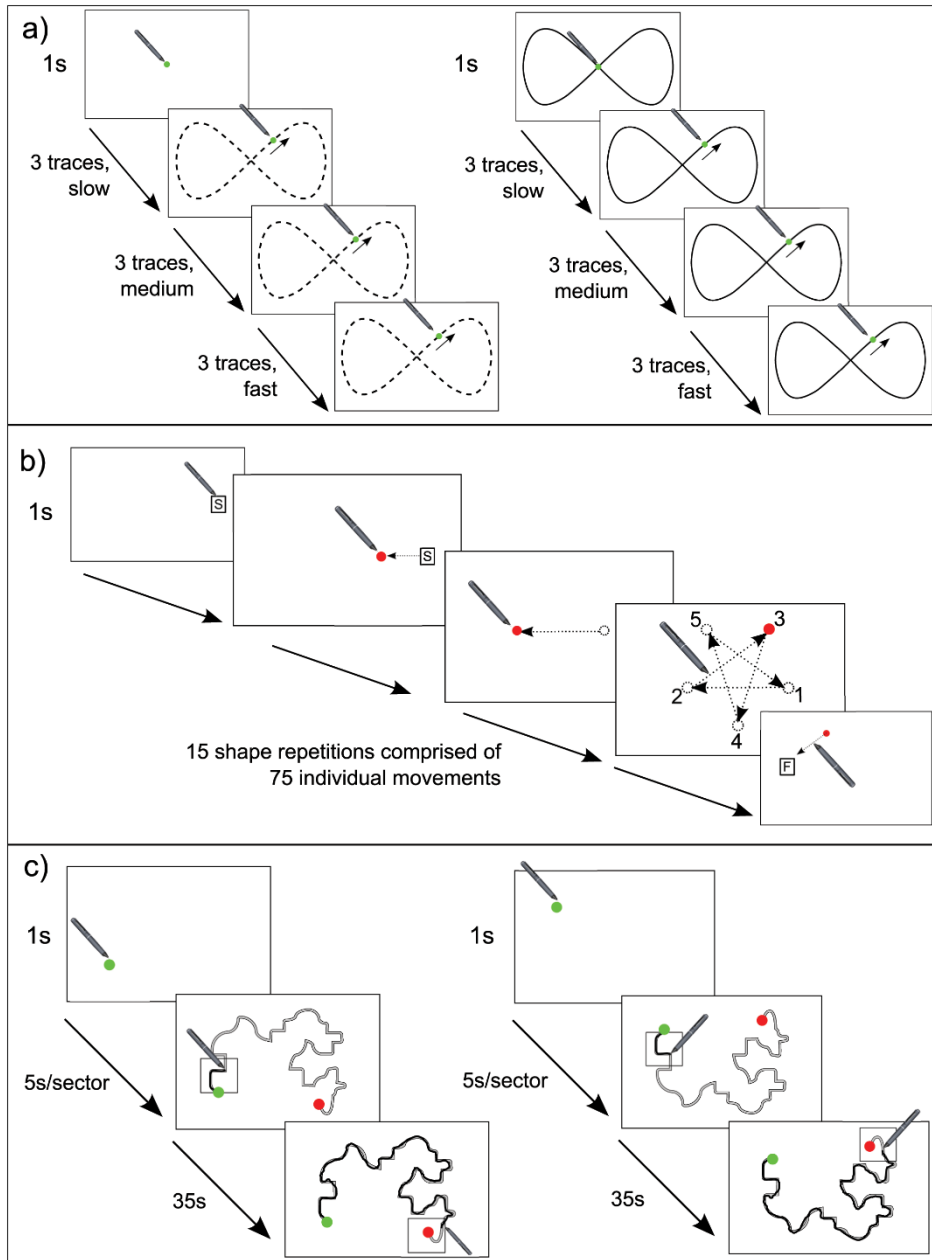 a)
1s
3 traces,
slow
3 traces,
medium
3 traces,
fast
1s
3 traces,
slow
3 traces,
medium
3 traces,
fast
b)
1s
S
S
5
3
2
1
4
F
15 shape repetitions comprised of
75 individual movements
c)
1s
5s/sector
35s
1s
5s/sector
35s